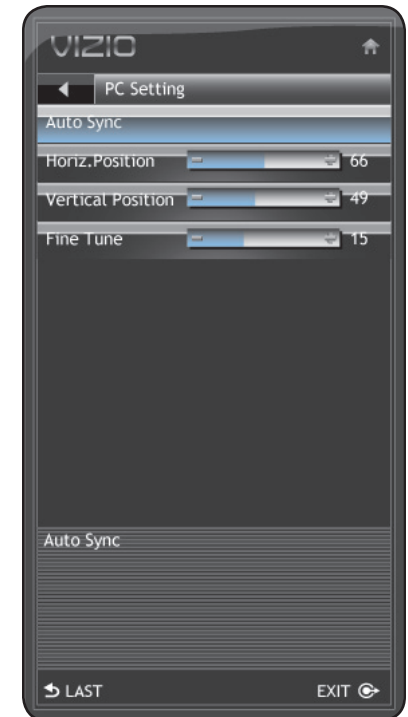 VIZIO
PC Setting
Auto Sync
Horiz.Position 66
Vertical Position 49
Fine Tune 15
Auto Sync
LAST EXIT